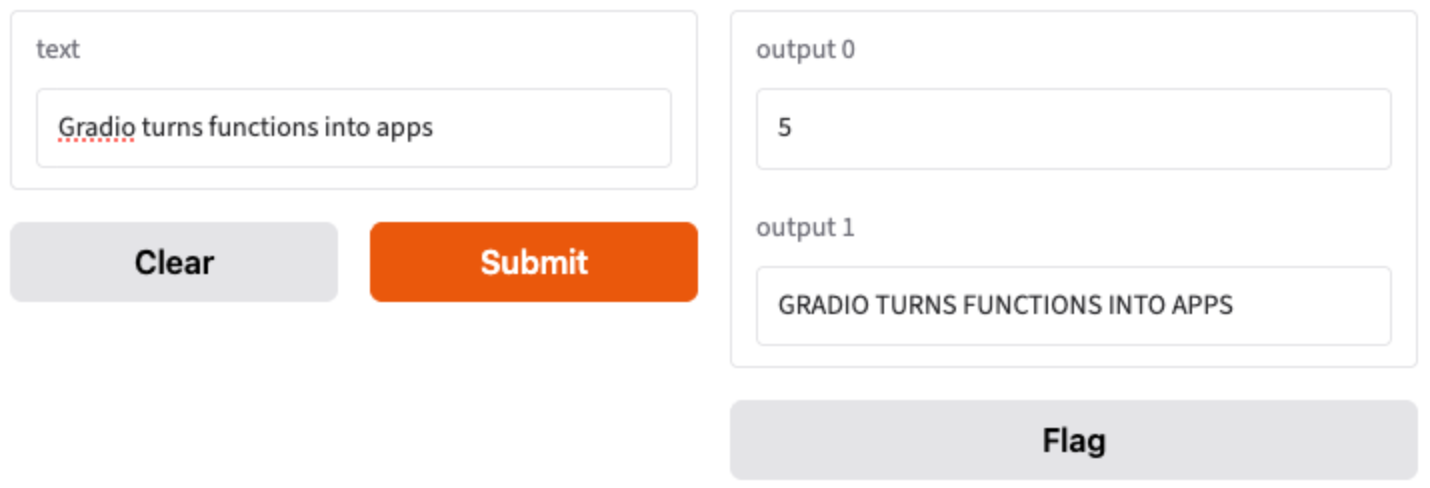 text
Gradio turns functions into apps
Clear
Submit
output 0
5
output 1
GRADIO TURNS FUNCTIONS INTO APPS
Flag